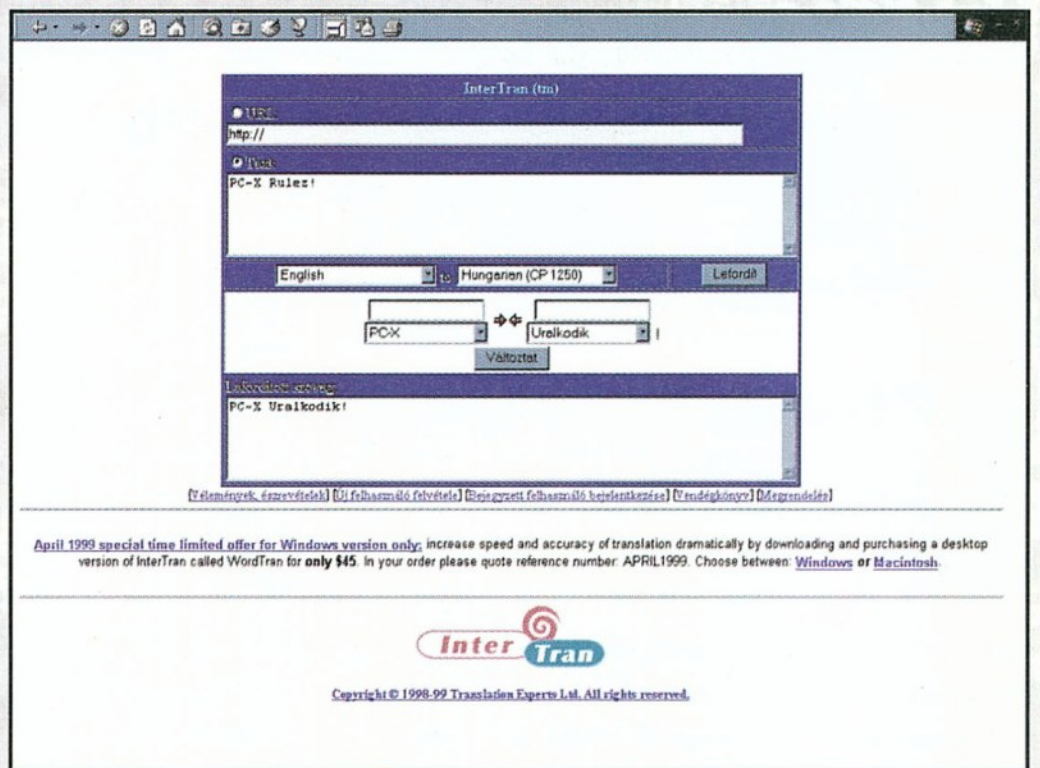 InterTran (tm)
URL:
http://
Text:
PC-X Rulez!
English to Hungarian (CP 1250) Lefordít
PC-X Uralkodik !
Változtat
Lefordított szöveg:
PC-X Uralkodik!
[Vélemények, észrevételek] [Új felhasználó felvétele] [Bejegyzett felhasználó bejelentkezése] [Vendégkönyv] [Megrendelés]
April 1999 special time limited offer for Windows version only; increase speed and accuracy of translation dramatically by downloading and purchasing a desktop
version of InterTran called WordTran for only $45. In your order please quote reference number: APRIL1999. Choose between: Windows or Macintosh.
Inter Tran
Copyright © 1998-99 Translation Experts Ltd. All rights reserved.